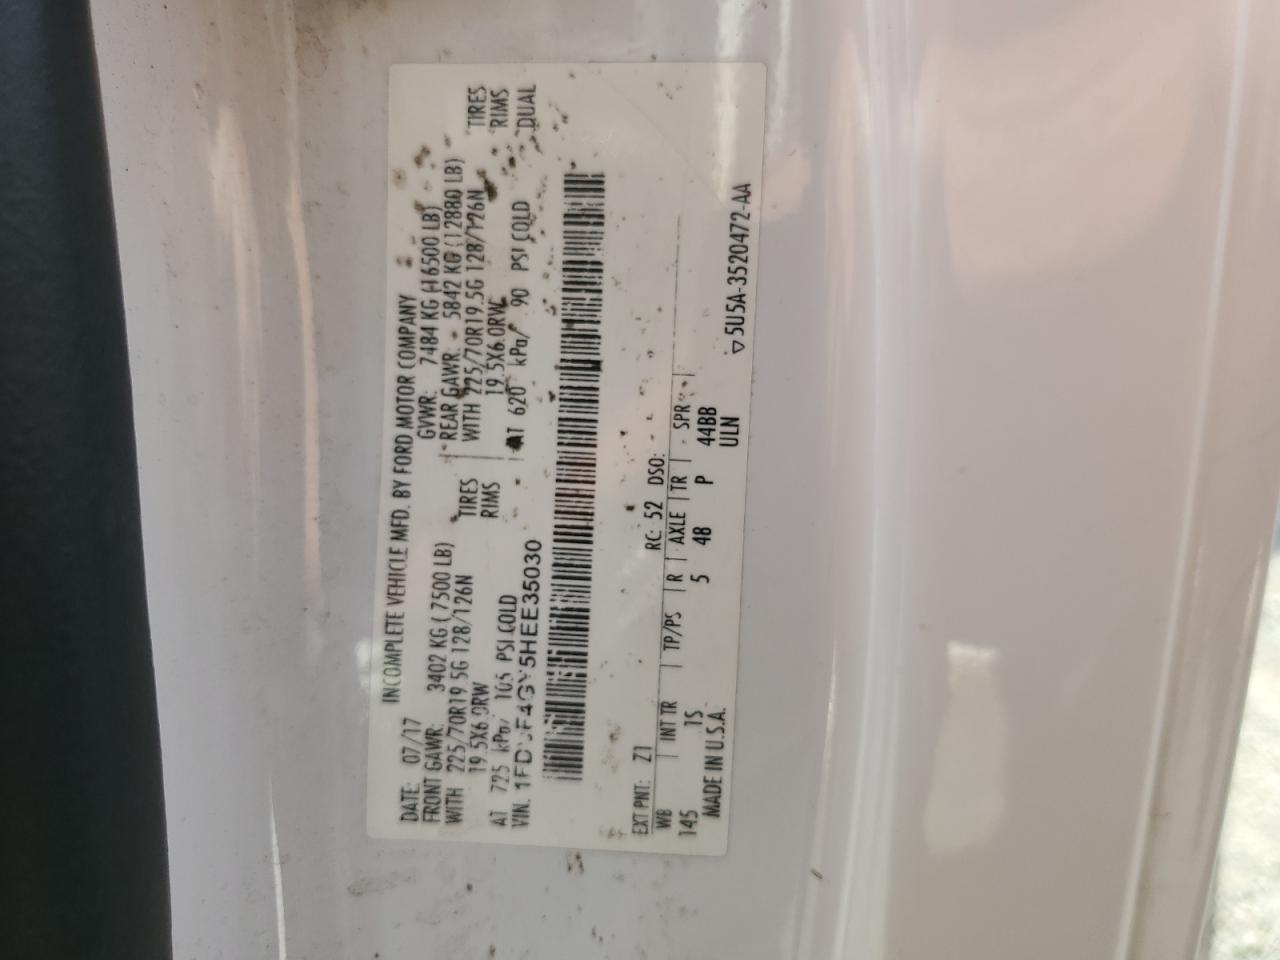 INCOMPLETE VEHICLE MFD. BY FORD MOTOR COMPANY
DATE: 07/17 GVWR: 7484 KG (16500 LB)
FRONT GAWR: 3402 KG (7500 LB) REAR GAWR: 5842 KG (12880 LB)
WITH 225/70R19.5G 128/126N TIRES WITH 225/70R19.5G 128/126N TIRES
19.5X6.0RW RIMS 19.5X6.0RW RIMS
AT 725 kPa/ 105 PSI COLD AT 620 kPa/ 90 PSI COLD DUAL
VIN: HEE35030
EXT PNT: Z1 RC: 52 DSO:
WB INT TR TP/PS R AXLE TR SPR
145 1S 5 48 P 44BB
MADE IN U.S.A. ULN
▽5U5A-3520472-AA